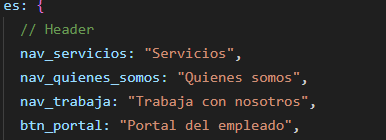 es: {
// Header
nav_servicios: "Servicios",
nav_quienes_somos: "Quienes somos",
nav_trabaja: "Trabaja con nosotros",
btn_portal: "Portal del empleado",